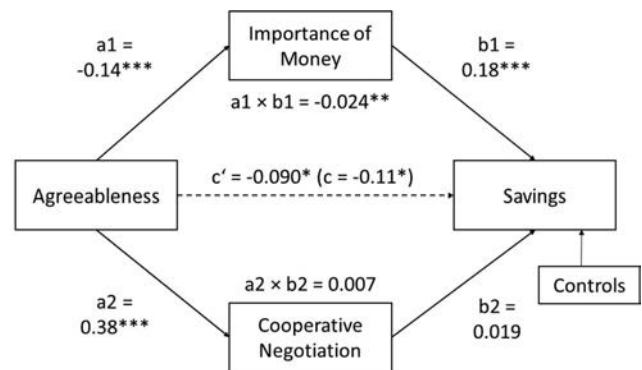 a1 =
-0.14***
Importance of
Money
b1 =
0.18***
a1 × b1 = -0.024**
Agreeableness
c‘ = -0.090* (c = -0.11*)
Savings
a2 × b2 = 0.007
Controls
a2 =
0.38***
Cooperative
Negotiation
b2 =
0.019